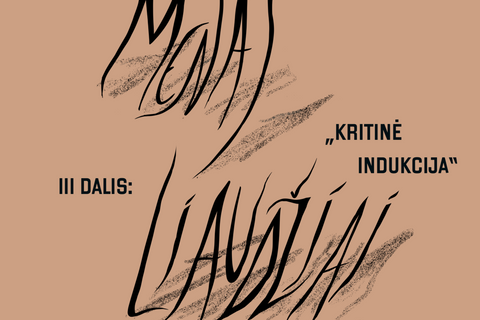 MENAS
„KRITINĖ
INDUKCIJA“
III DALIS:
LIAUDŽIAI